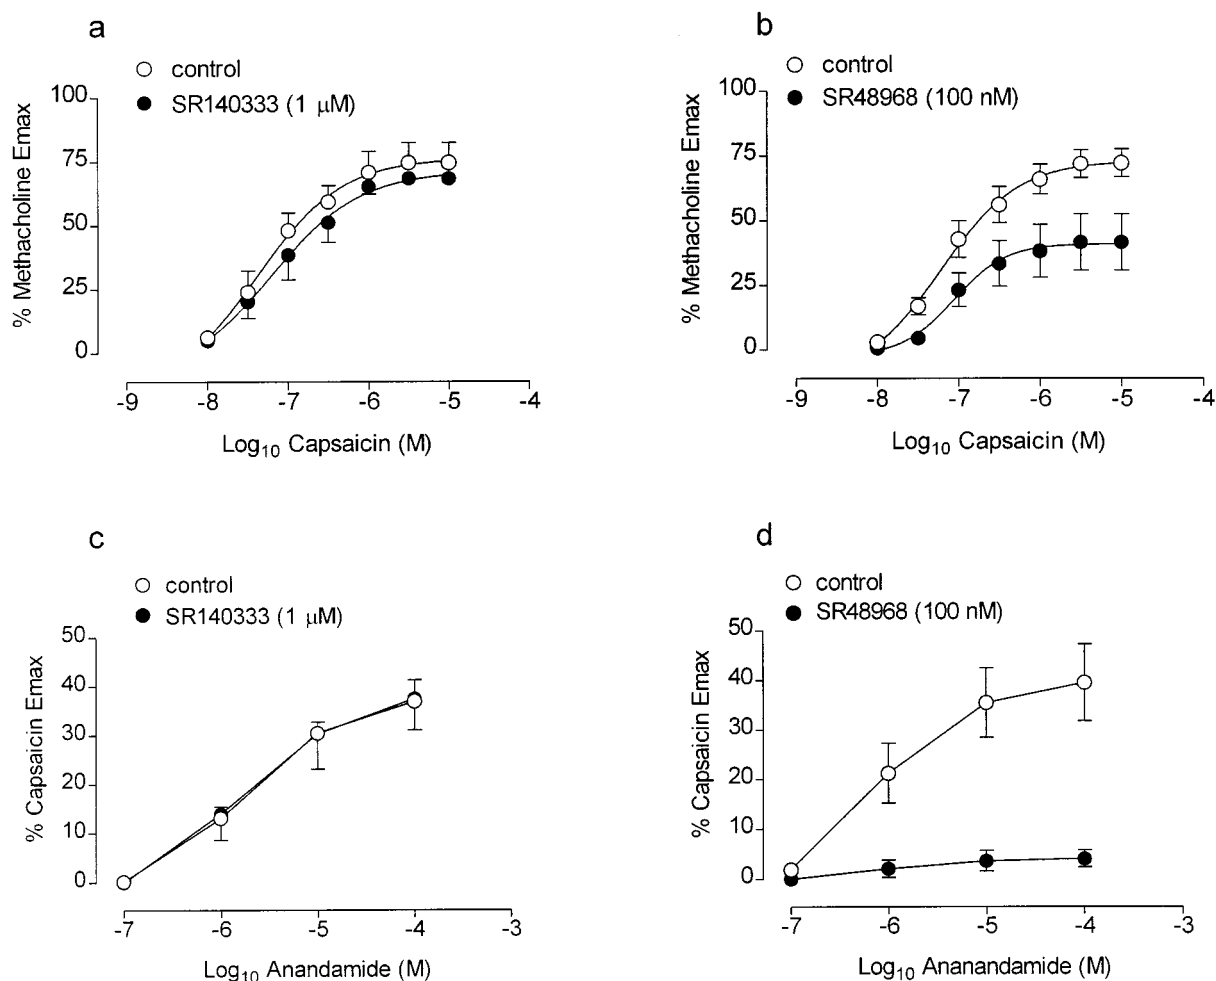 a
control
SR140333 (1 μM)
% Methacholine Emax
100
75
50
25
0
-9 -8 -7 -6 -5 -4
Log10 Capsaicin (M)
b
control
SR48968 (100 nM)
% Methacholine Emax
100
75
50
25
0
-9 -8 -7 -6 -5 -4
Log10 Capsaicin (M)
c
control
SR140333 (1 μM)
% Capsaicin Emax
50
40
30
20
10
0
-7 -6 -5 -4 -3
Log10 Anandamide (M)
d
control
SR48968 (100 nM)
% Capsaicin Emax
50
40
30
20
10
0
-7 -6 -5 -4 -3
Log10 Ananandamide (M)